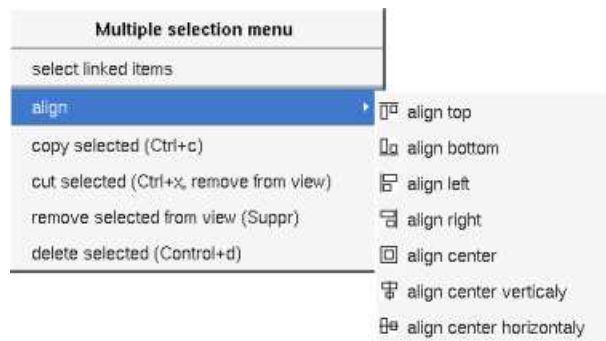 Multiple selection menu
select linked items
align
copy selected (Ctrl+c)
cut selected (Ctrl+x, remove from view)
remove selected from view (Suppr)
delete selected (Control+d)
align top
align bottom
align left
align right
align center
align center verticaly
align center horizontaly